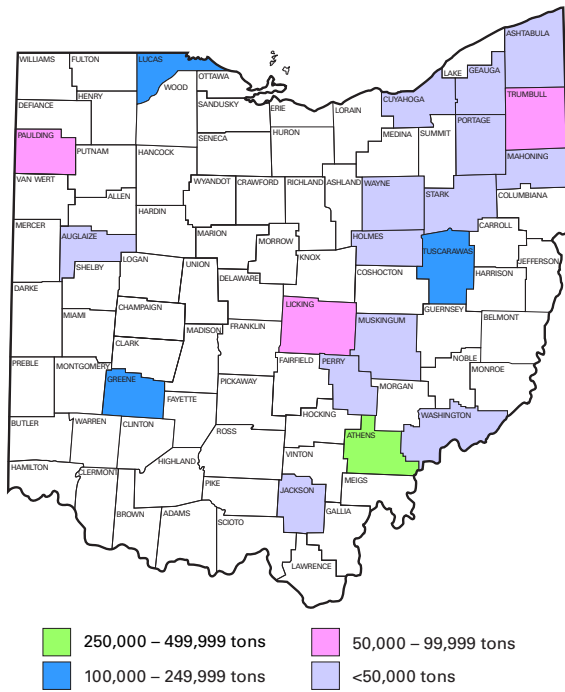 ASHTABULA
WILLIAMS
FULTON
LUCAS
LAKE
GEAUGA
OTTAWA
WOOD
HENRY
CUYAHOGA
TRUMBULL
DEFIANCE
SANDUSKY
ERIE
LORAIN
PORTAGE
PAULDING
SENECA
HURON
MEDINA
SUMMIT
PUTNAM
HANCOCK
MAHONING
VAN WERT
WYANDOT
CRAWFORD
RICHLAND
ASHLAND
WAYNE
ALLEN
STARK
COLUMBIANA
HARDIN
MERCER
MARION
CARROLL
AUGLAIZE
MORROW
HOLMES
TUSCARAWAS
KNOX
LOGAN
UNION
JEFFERSON
SHELBY
COSHOCTON
HARRISON
DELAWARE
DARKE
LICKING
CHAMPAIGN
GUERNSEY
MIAMI
MUSKINGUM
BELMONT
FRANKLIN
MADISON
CLARK
NOBLE
PREBLE
MONTGOMERY
FAIRFIELD
PERRY
MONROE
GREENE
PICKAWAY
MORGAN
FAYETTE
HOCKING
WASHINGTON
BUTLER
WARREN
CLINTON
ROSS
ATHENS
VINTON
HIGHLAND
HAMILTON
CLERMONT
MEIGS
PIKE
JACKSON
BROWN
ADAMS
GALLIA
SCIOTO
LAWRENCE
250,000 – 499,999 tons
50,000 – 99,999 tons
100,000 – 249,999 tons
<50,000 tons